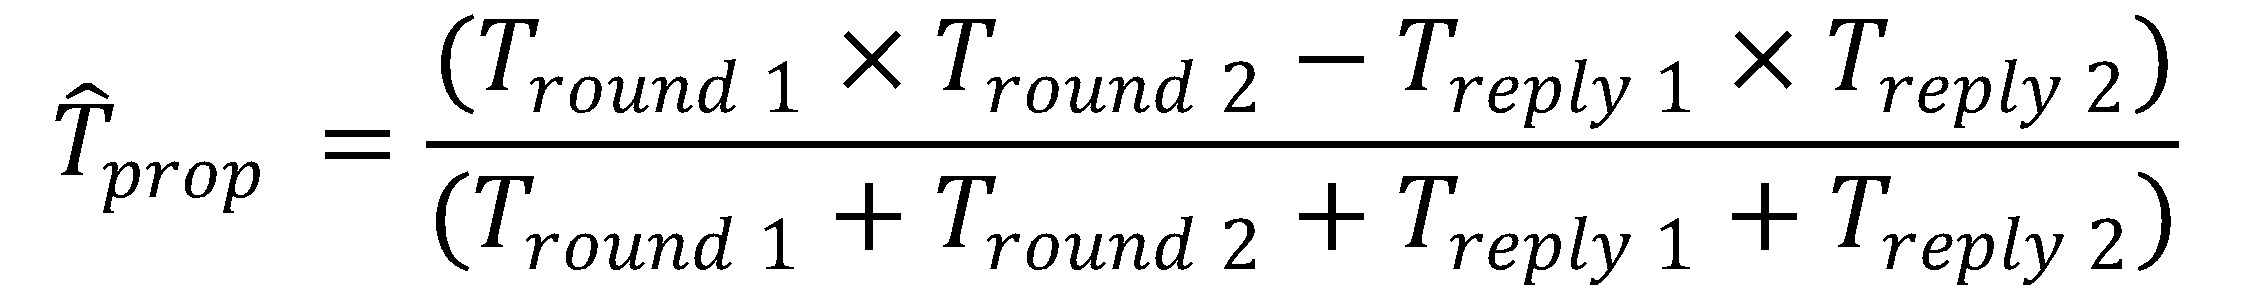 T̂prop = (Tround 1 × Tround 2 − Treply 1 × Treply 2) / (Tround 1 + Tround 2 + Treply 1 + Treply 2)